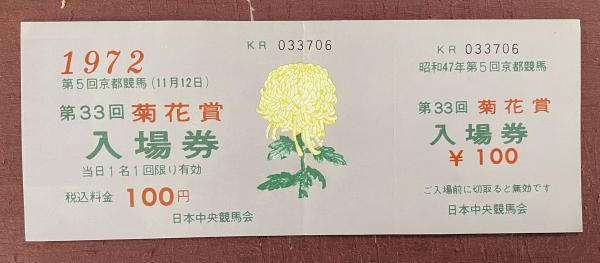 1972
第5回京都競馬(11月12日)
第33回 菊花賞
入場券
当日1名1回限り有効
税込料金 100円
日本中央競馬会
KR 033706
KR 033706
昭和47年第5回京都競馬
第33回 菊花賞
入場券
¥100
ご入場前に切取ると無効です
日本中央競馬会